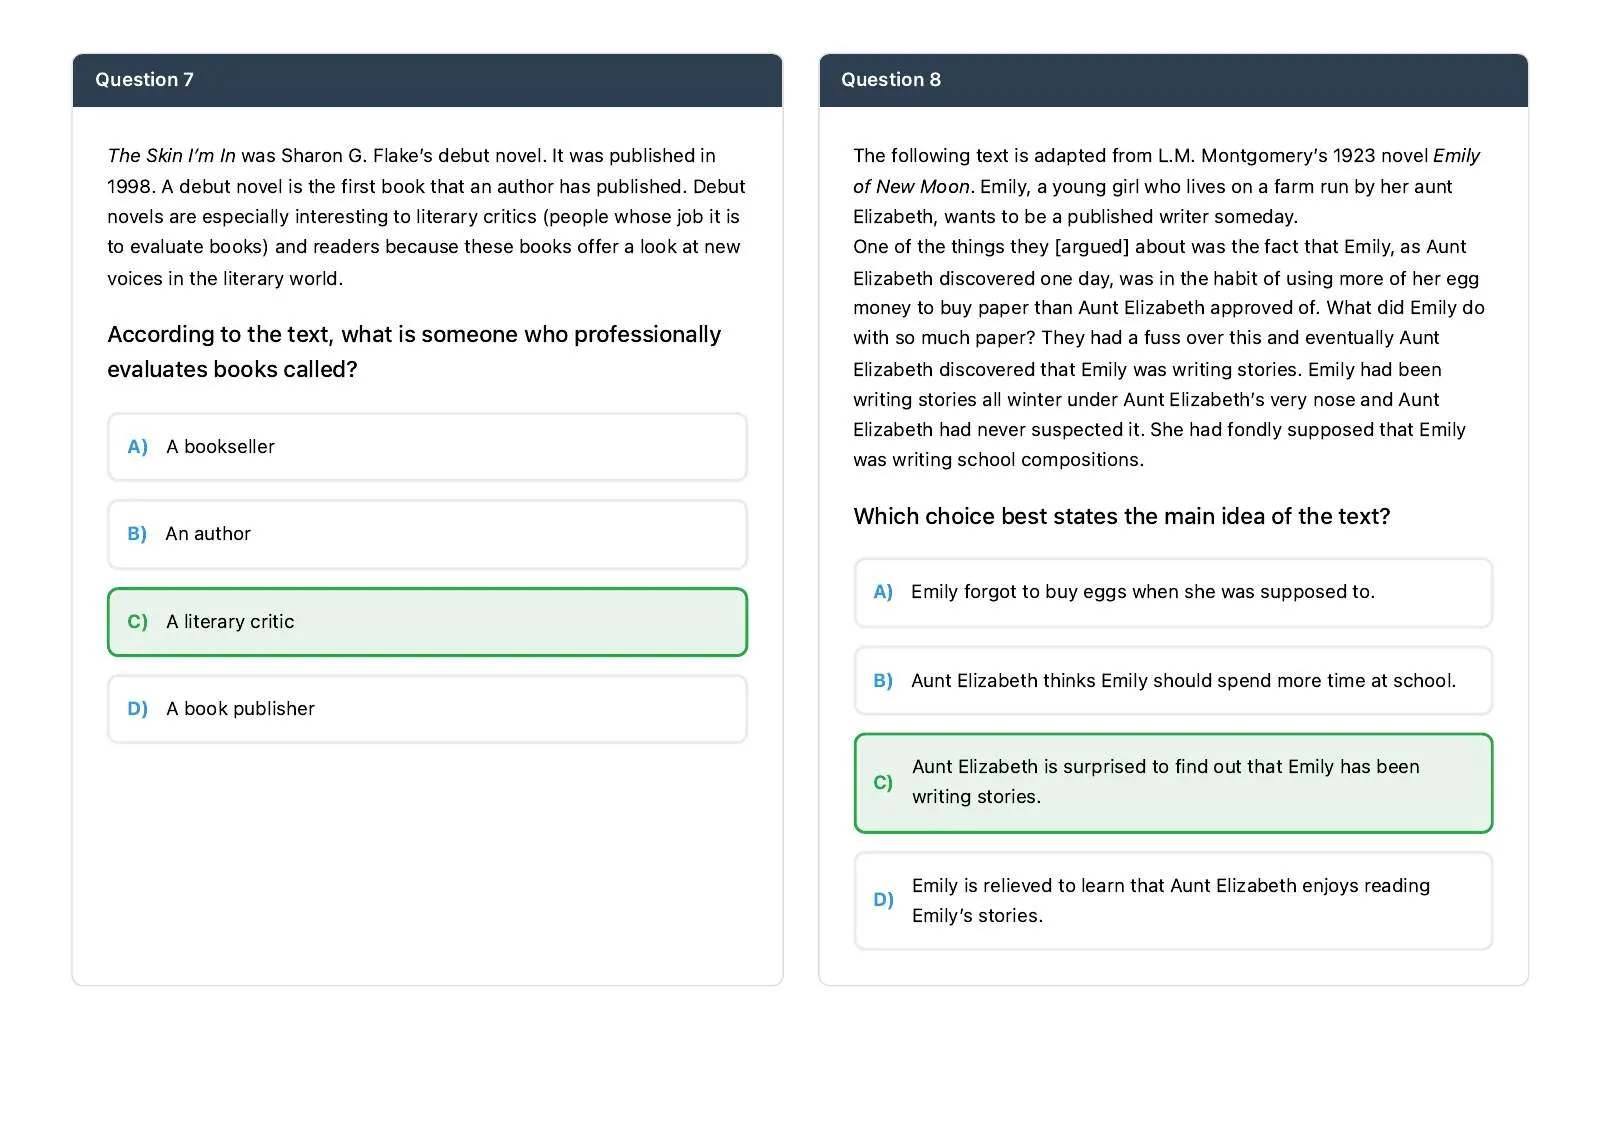 Question 7
The Skin I’m In was Sharon G. Flake’s debut novel. It was published in
1998. A debut novel is the first book that an author has published. Debut
novels are especially interesting to literary critics (people whose job it is
to evaluate books) and readers because these books offer a look at new
voices in the literary world.
According to the text, what is someone who professionally
evaluates books called?
A) A bookseller
B) An author
C) A literary critic
D) A book publisher
Question 8
The following text is adapted from L.M. Montgomery’s 1923 novel Emily
of New Moon. Emily, a young girl who lives on a farm run by her aunt
Elizabeth, wants to be a published writer someday.
One of the things they [argued] about was the fact that Emily, as Aunt
Elizabeth discovered one day, was in the habit of using more of her egg
money to buy paper than Aunt Elizabeth approved of. What did Emily do
with so much paper? They had a fuss over this and eventually Aunt
Elizabeth discovered that Emily was writing stories. Emily had been
writing stories all winter under Aunt Elizabeth’s very nose and Aunt
Elizabeth had never suspected it. She had fondly supposed that Emily
was writing school compositions.
Which choice best states the main idea of the text?
A) Emily forgot to buy eggs when she was supposed to.
B) Aunt Elizabeth thinks Emily should spend more time at school.
C) Aunt Elizabeth is surprised to find out that Emily has been
writing stories.
D) Emily is relieved to learn that Aunt Elizabeth enjoys reading
Emily’s stories.